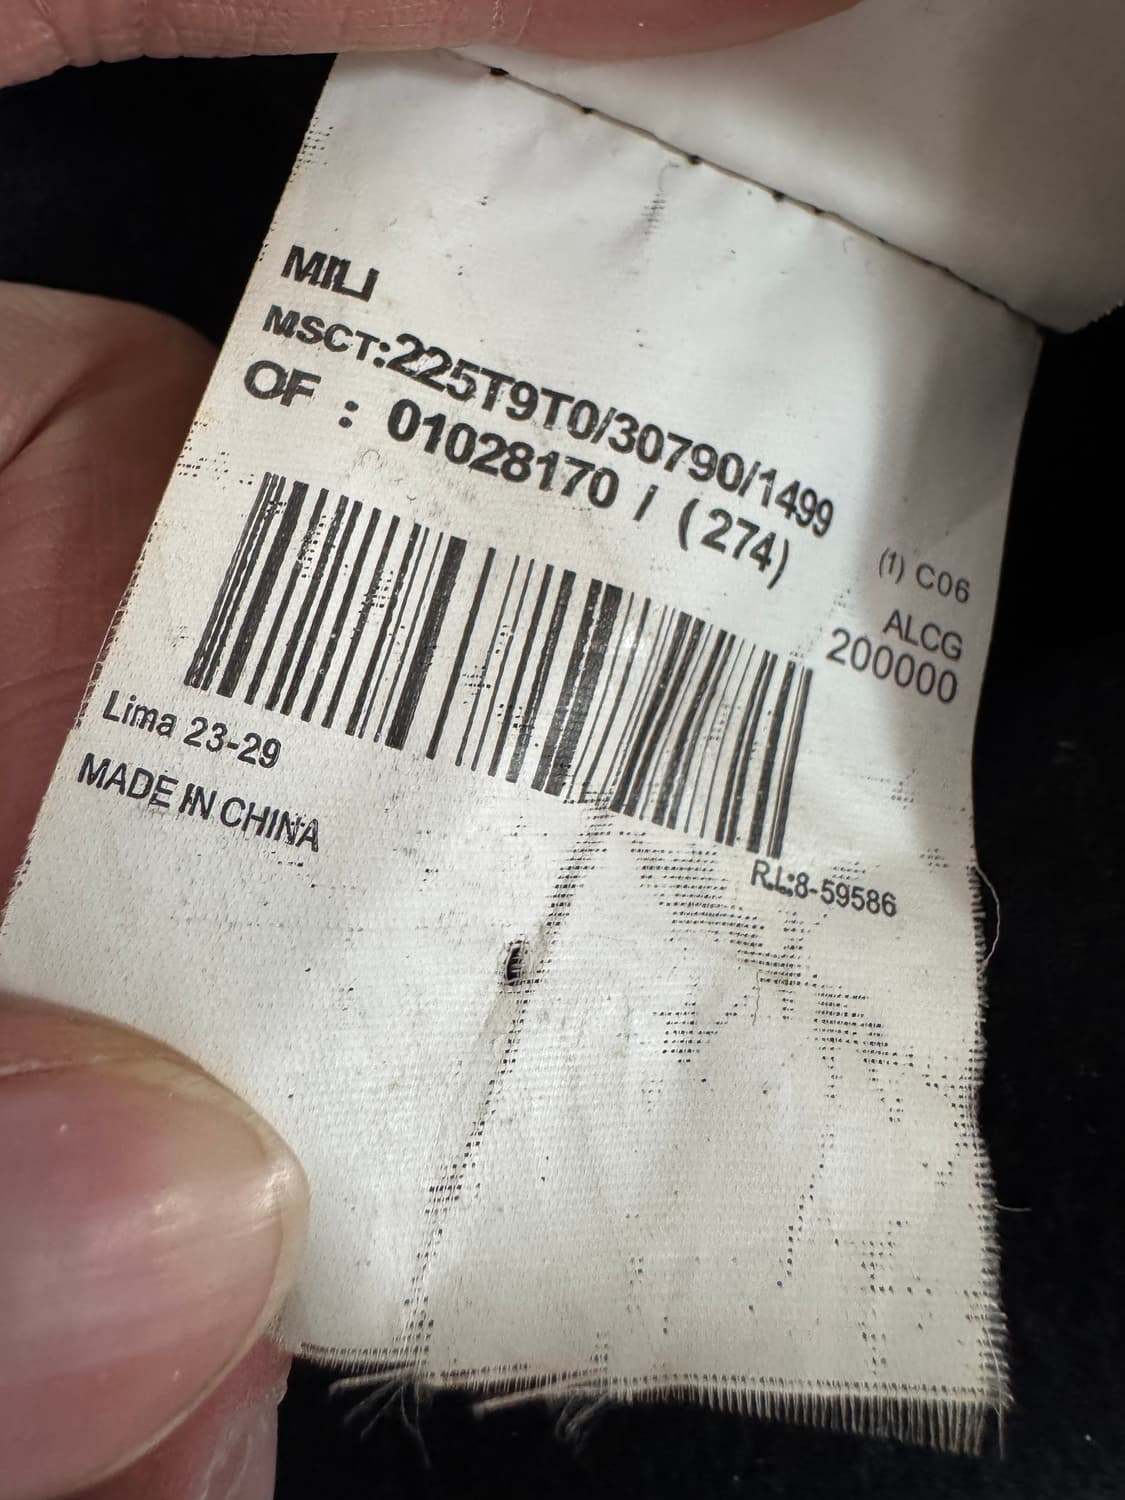 MILI
MSCT:225T9T0/30790/1499
OF : 01028170 / (274)
(1) C06
ALCG
200000
Lima 23-29
MADE IN CHINA
R.L:8-59586